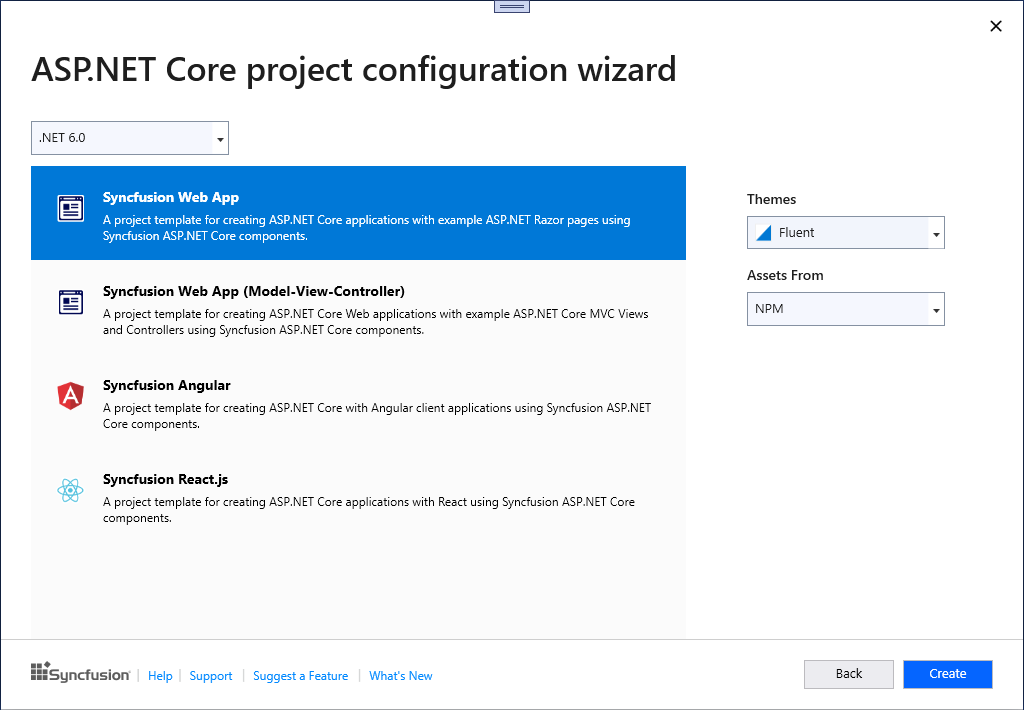 ASP.NET Core project configuration wizard
.NET 6.0
Syncfusion Web App
A project template for creating ASP.NET Core applications with example ASP.NET Razor pages using
Syncfusion ASP.NET Core components.
Syncfusion Web App (Model-View-Controller)
A project template for creating ASP.NET Core Web applications with example ASP.NET Core MVC Views
and Controllers using Syncfusion ASP.NET Core components.
Syncfusion Angular
A project template for creating ASP.NET Core with Angular client applications using Syncfusion ASP.NET
Core components.
Syncfusion React.js
A project template for creating ASP.NET Core applications with React using Syncfusion ASP.NET Core
components.
Themes
Fluent
Assets From
NPM
Syncfusion | Help | Support | Suggest a Feature | What's New
Back Create